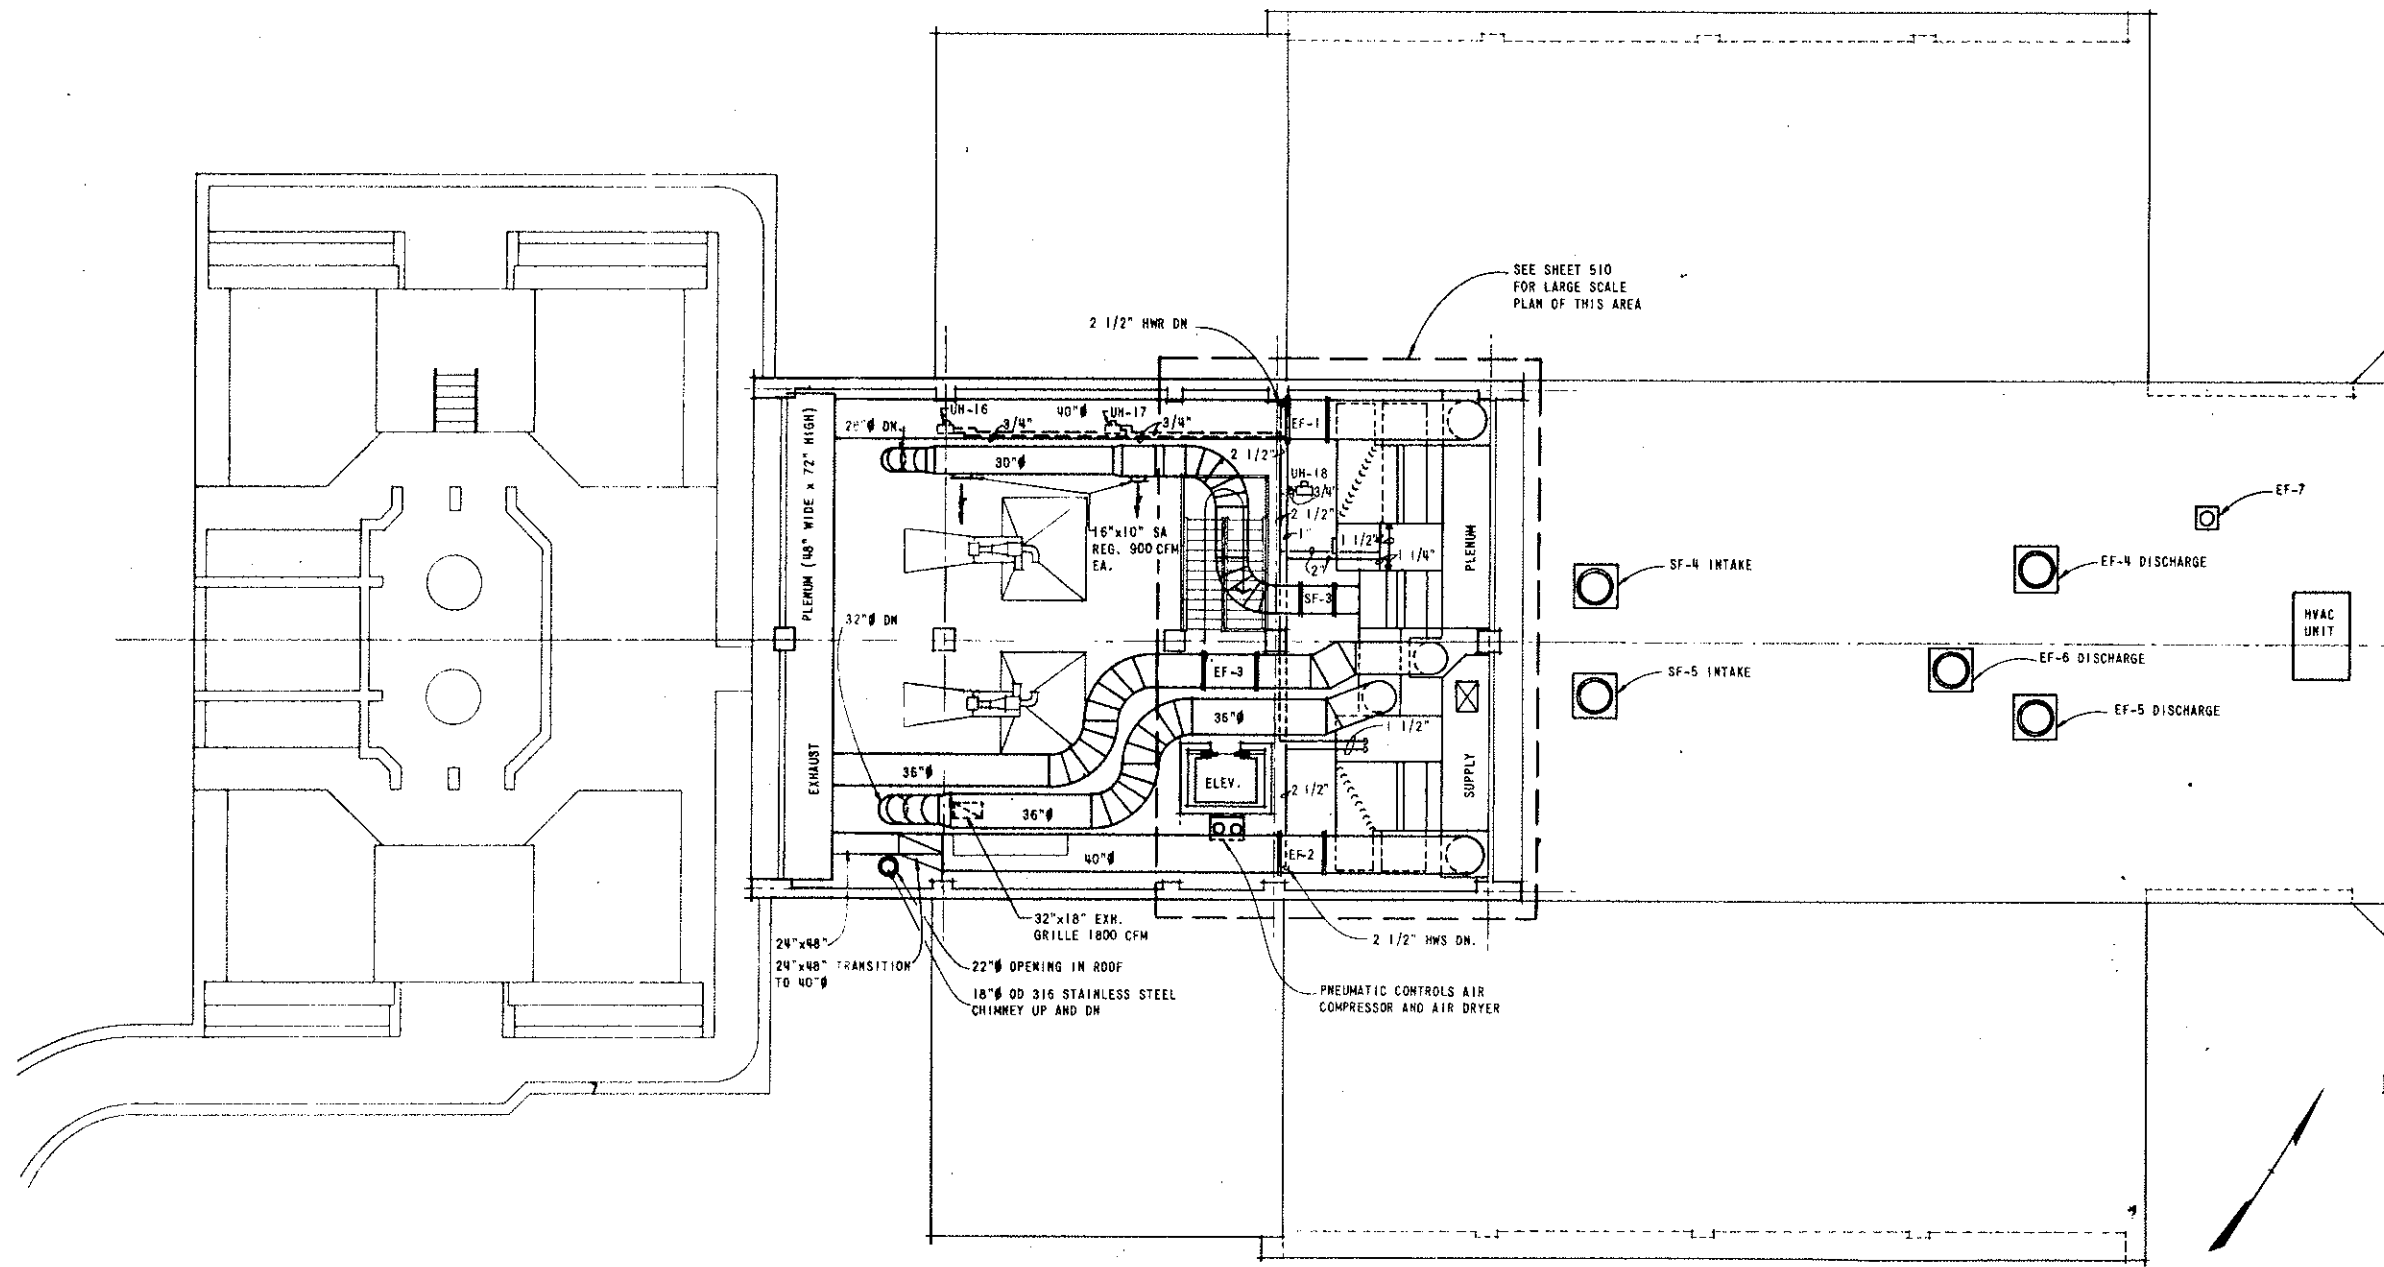 SEE SHEET 510
FOR LARGE SCALE
PLAN OF THIS AREA
2 1/2" HWR DN
PLENUM (48" WIDE x 72" HIGH)
EXHAUST
UH-16
40"ø
UH-17
3/4"
3/4"
DN.
30"ø
EF-1
2 1/2"
UH-18
3/4"
2 1/2"
1"
16"x10" SA
REG. 900 CFM
EA.
1 1/2"
1 1/4"
2"
PLENUM
SUPPLY
SF-3
32"ø DN
EF-3
36"ø
1 1/2"
36"ø
ELEV.
2 1/2"
36"ø
40"ø
EF-2
EF-7
SF-4 INTAKE
EF-4 DISCHARGE
HVAC
UNIT
EF-6 DISCHARGE
SF-5 INTAKE
EF-5 DISCHARGE
32"x18" EXH.
GRILLE 1800 CFM
2 1/2" HWS DN.
24"x48"
24"x48" TRANSITION
TO 40"ø
22"ø OPENING IN ROOF
18"ø OD 316 STAINLESS STEEL
CHIMNEY UP AND DN
PNEUMATIC CONTROLS AIR
COMPRESSOR AND AIR DRYER